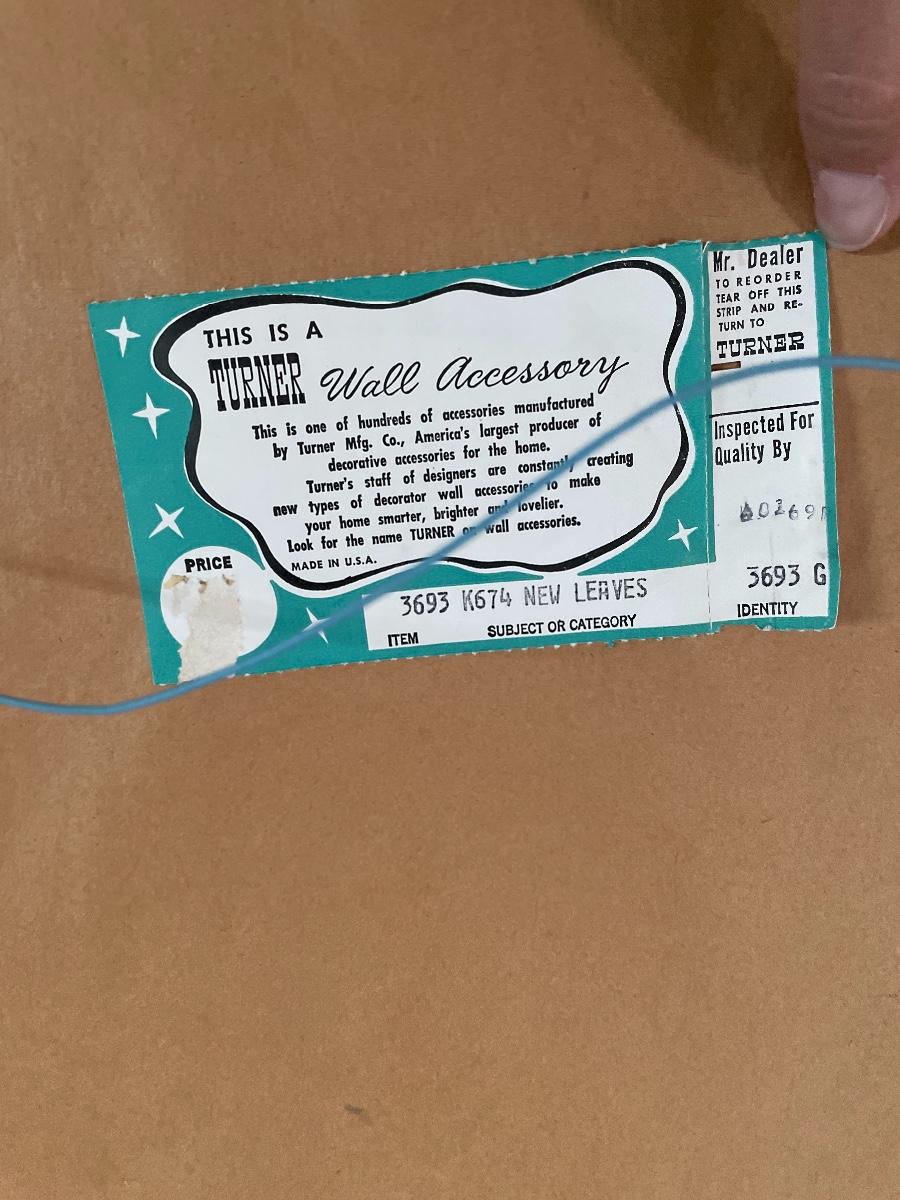 THIS IS A
TURNER Wall Accessory
This is one of hundreds of accessories manufactured
by Turner Mfg. Co., America's largest producer of
decorative accessories for the home.
Turner's staff of designers are constantly creating
new types of decorator wall accessories to make
your home smarter, brighter and lovelier.
Look for the name TURNER on wall accessories.
MADE IN U.S.A.
PRICE
3693 K674 NEW LEAVES
ITEM SUBJECT OR CATEGORY
Mr. Dealer
TO REORDER
TEAR OFF THIS
STRIP AND RE-
TURN TO
TURNER
Inspected For
Quality By
3693 G
IDENTITY